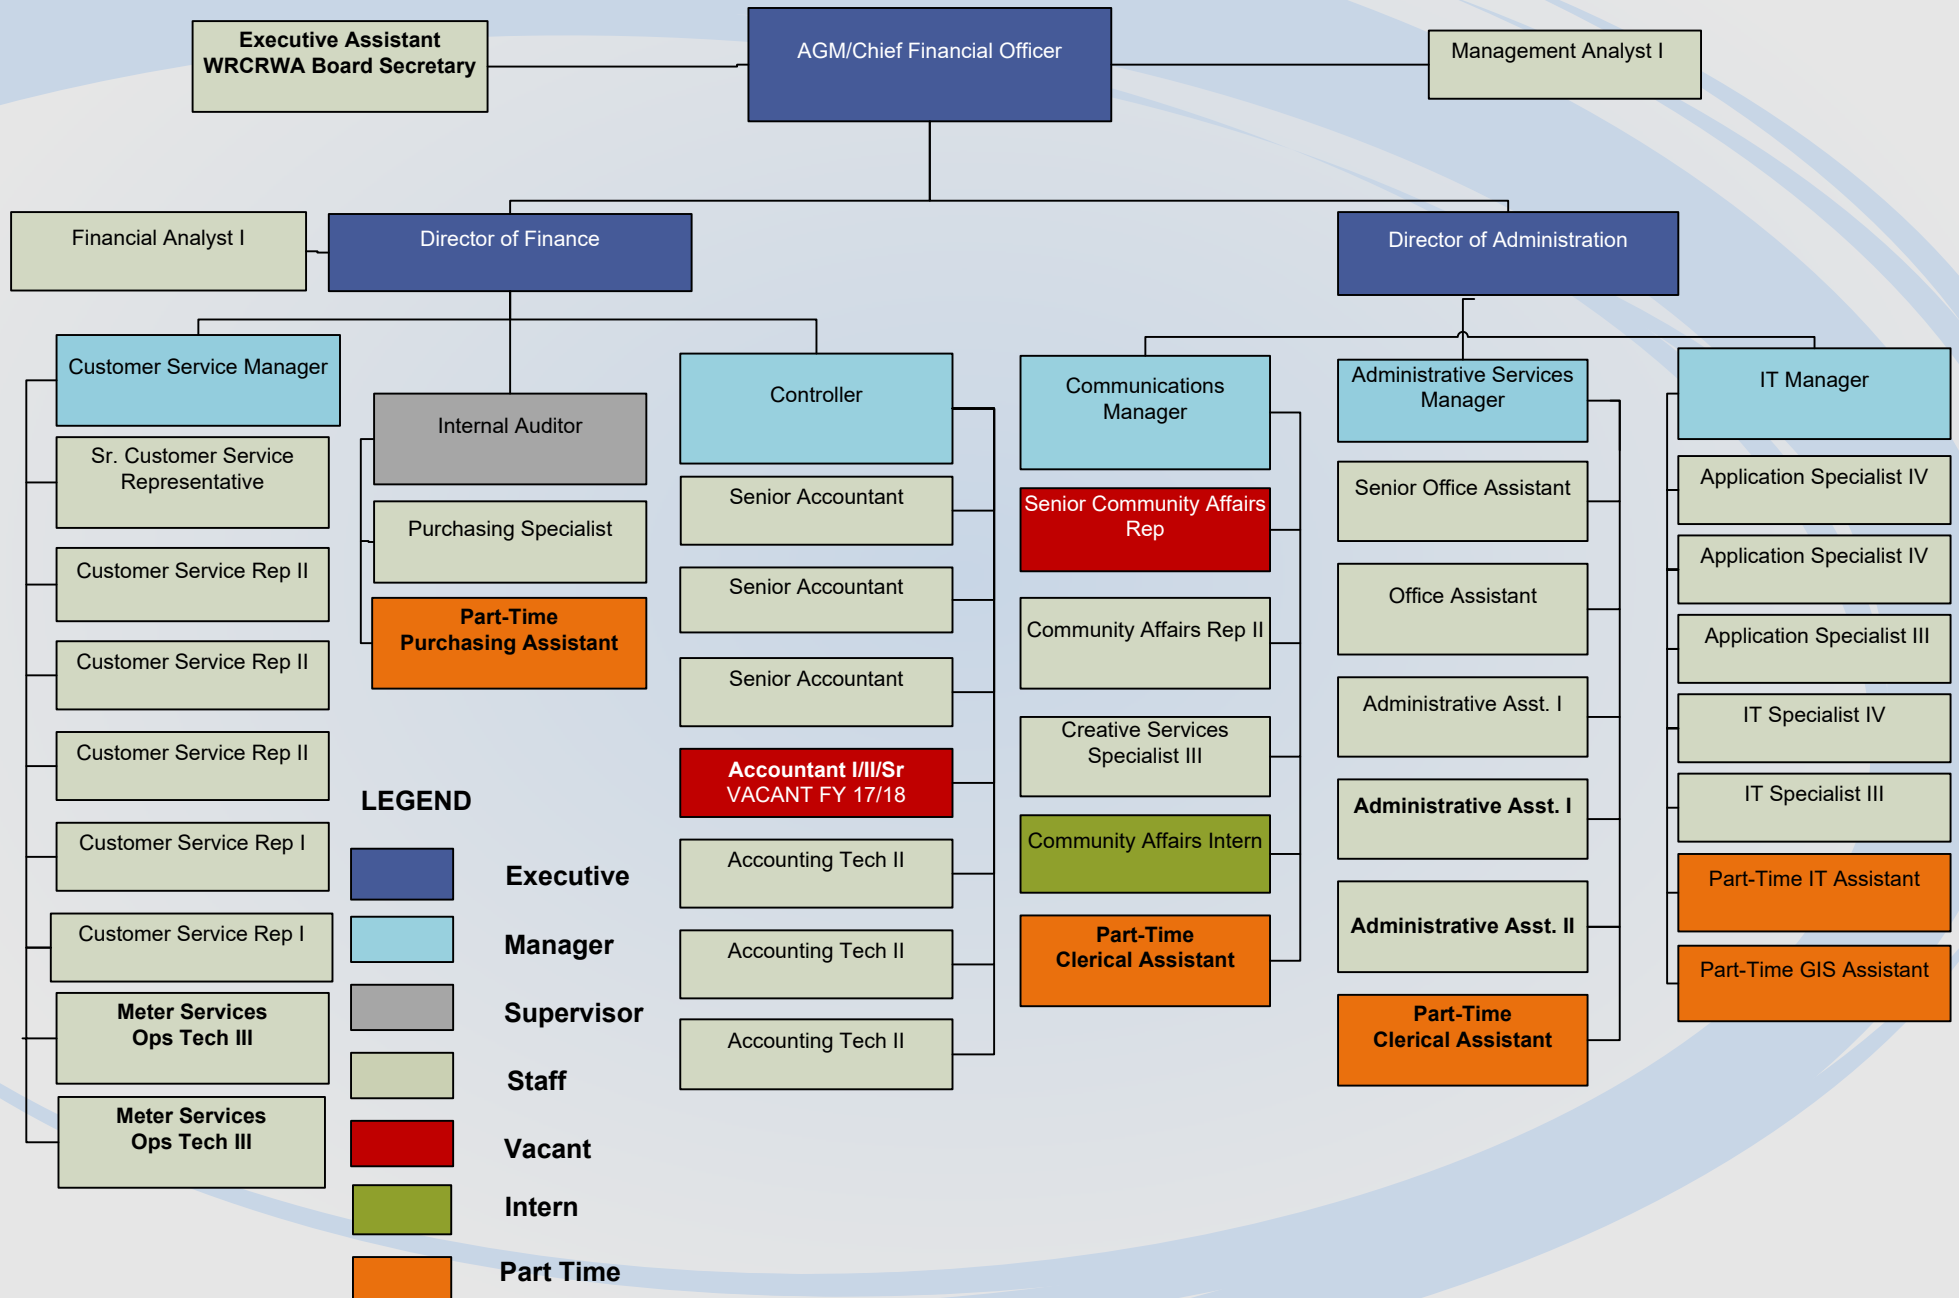 Executive Assistant
WRCRWA Board Secretary
AGM/Chief Financial Officer
Management Analyst I
Financial Analyst I
Director of Finance
Director of Administration
Customer Service Manager
Sr. Customer Service
Representative
Customer Service Rep II
Customer Service Rep II
Customer Service Rep II
Customer Service Rep I
Customer Service Rep I
Meter Services
Ops Tech III
Meter Services
Ops Tech III
Internal Auditor
Purchasing Specialist
Part-Time
Purchasing Assistant
Controller
Senior Accountant
Senior Accountant
Senior Accountant
Accountant I/II/Sr
VACANT FY 17/18
Accounting Tech II
Accounting Tech II
Accounting Tech II
Communications
Manager
Senior Community Affairs
Rep
Community Affairs Rep II
Creative Services
Specialist III
Community Affairs Intern
Part-Time
Clerical Assistant
Administrative Services
Manager
Senior Office Assistant
Office Assistant
Administrative Asst. I
Administrative Asst. I
Administrative Asst. II
Part-Time
Clerical Assistant
IT Manager
Application Specialist IV
Application Specialist IV
Application Specialist III
IT Specialist IV
IT Specialist III
Part-Time IT Assistant
Part-Time GIS Assistant
LEGEND
Executive
Manager
Supervisor
Staff
Vacant
Intern
Part Time